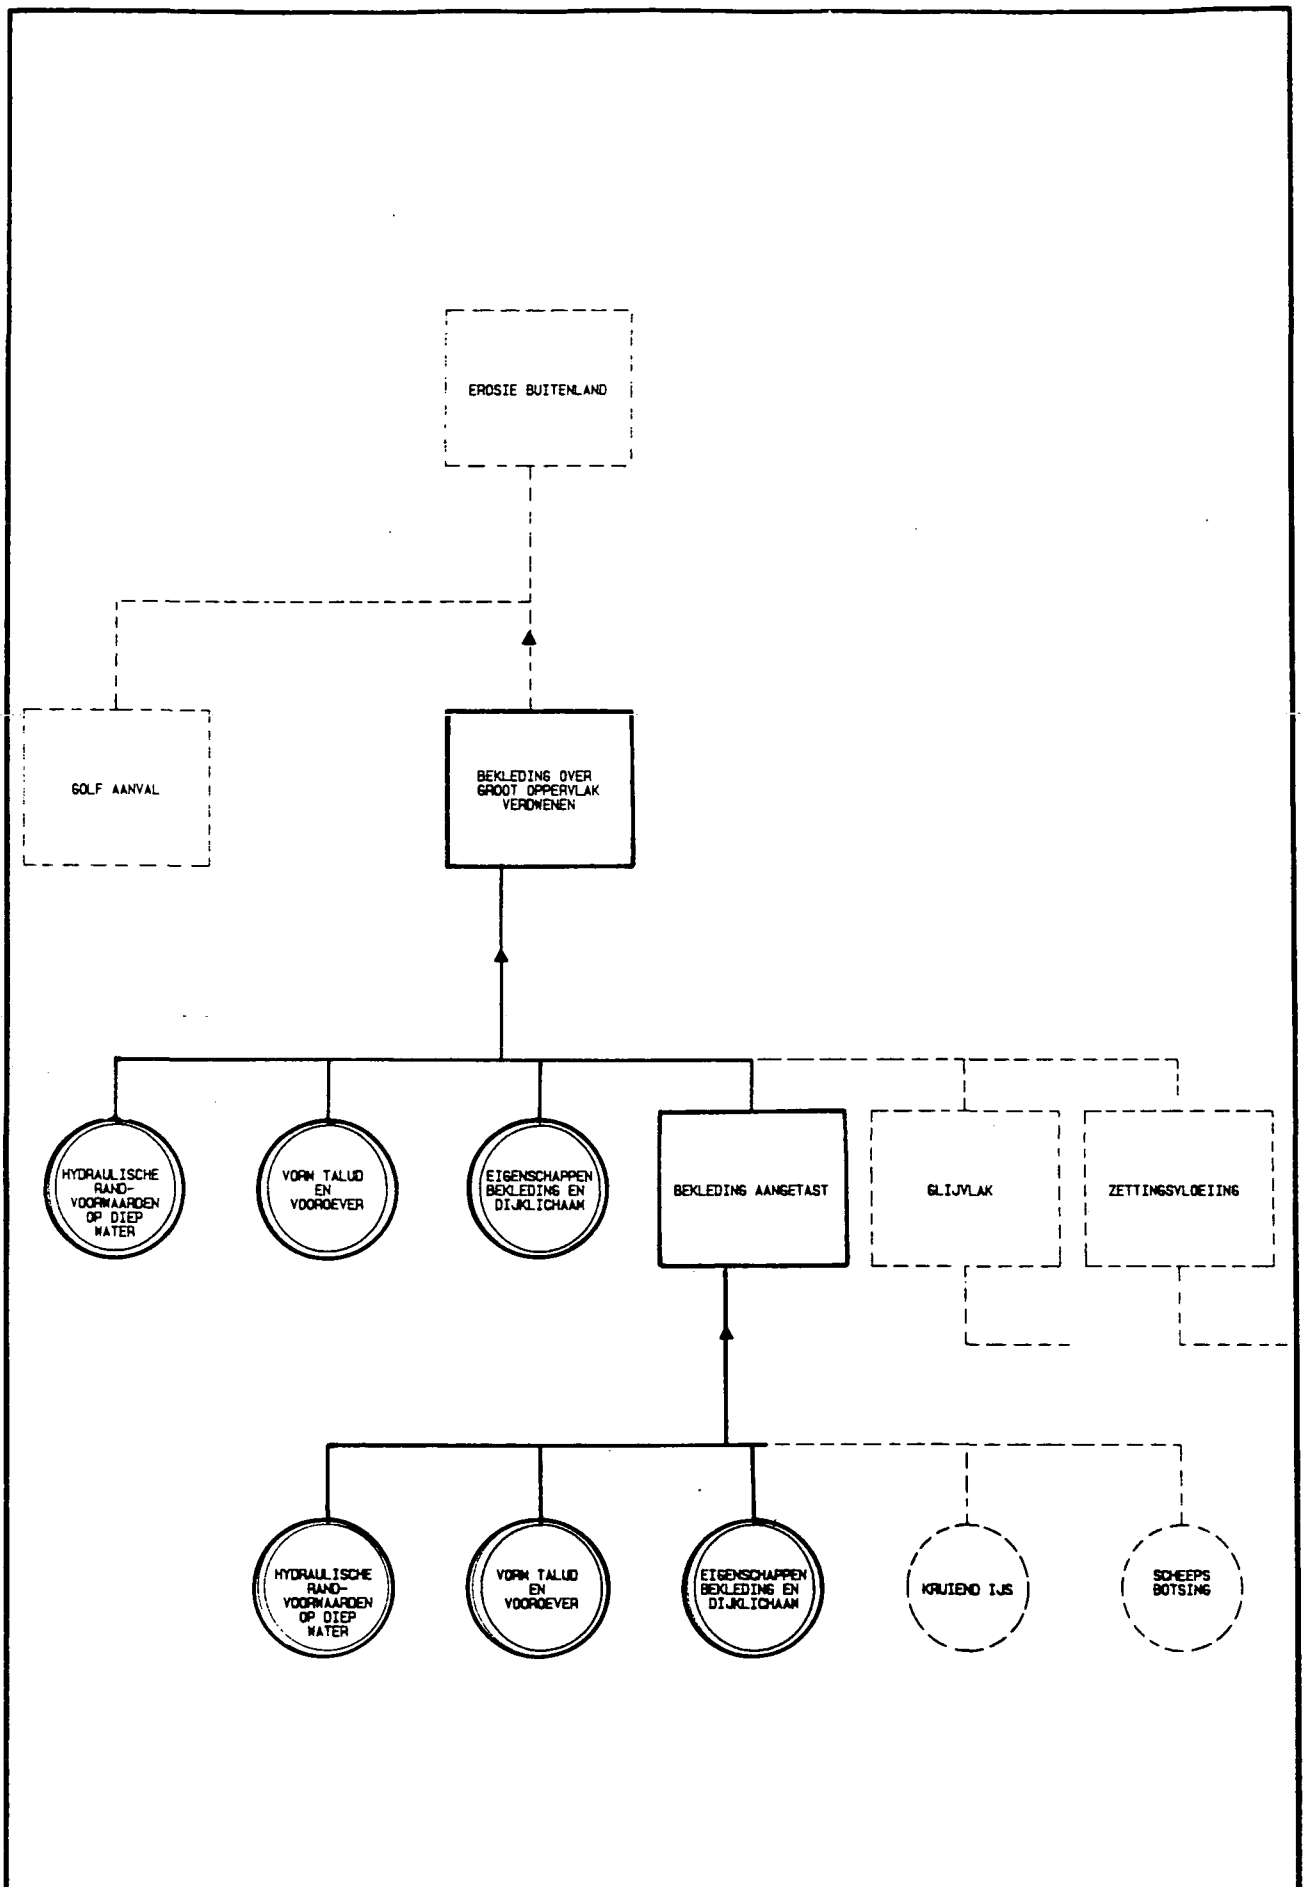 EROSIE BUITENLAND
GOLF AANVAL
BEKLEDING OVER
GROOT OPPERVLAK
VERDWENEN
HYDRAULISCHE
RAND-
VOORWAARDEN
OP DIEP
WATER
VORM TALUD
EN
VOOROEVER
EIGENSCHAPPEN
BEKLEDING EN
DIJKLICHAAM
BEKLEDING AANGETAST
GLIJVLAK
ZETTINGSVLOEIING
HYDRAULISCHE
RAND-
VOORWAARDEN
OP DIEP
WATER
VORM TALUD
EN
VOOROEVER
EIGENSCHAPPEN
BEKLEDING EN
DIJKLICHAAM
KRUIEND IJS
SCHEEPS
BOTSING